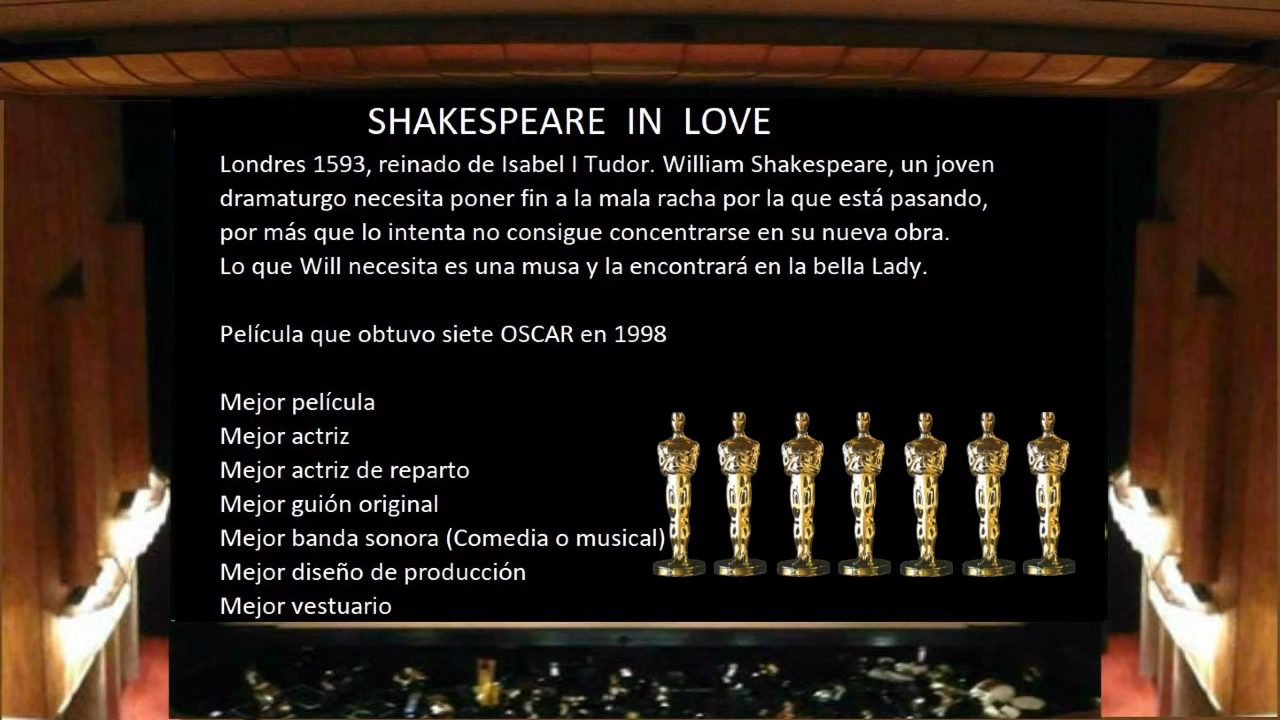 SHAKESPEARE IN LOVE
Londres 1593, reinado de Isabel I Tudor. William Shakespeare, un joven
dramaturgo necesita poner fin a la mala racha por la que está pasando,
por más que lo intenta no consigue concentrarse en su nueva obra.
Lo que Will necesita es una musa y la encontrará en la bella Lady.
Película que obtuvo siete OSCAR en 1998
Mejor película
Mejor actriz
Mejor actriz de reparto
Mejor guión original
Mejor banda sonora (Comedia o musical)
Mejor diseño de producción
Mejor vestuario